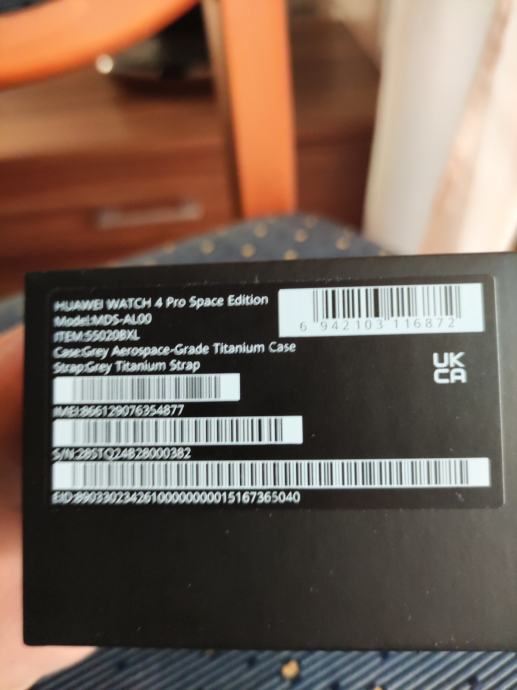 HUAWEI WATCH 4 Pro Space Edition
Model:MDS-AL00
ITEM:55020BXL
Case:Grey Aerospace-Grade Titanium Case
Strap:Grey Titanium Strap
6 942103 116872
UK
CA
IMEI:866129076354877
S/N:28STQ24B28000382
EID:89033023426100000000015167365040